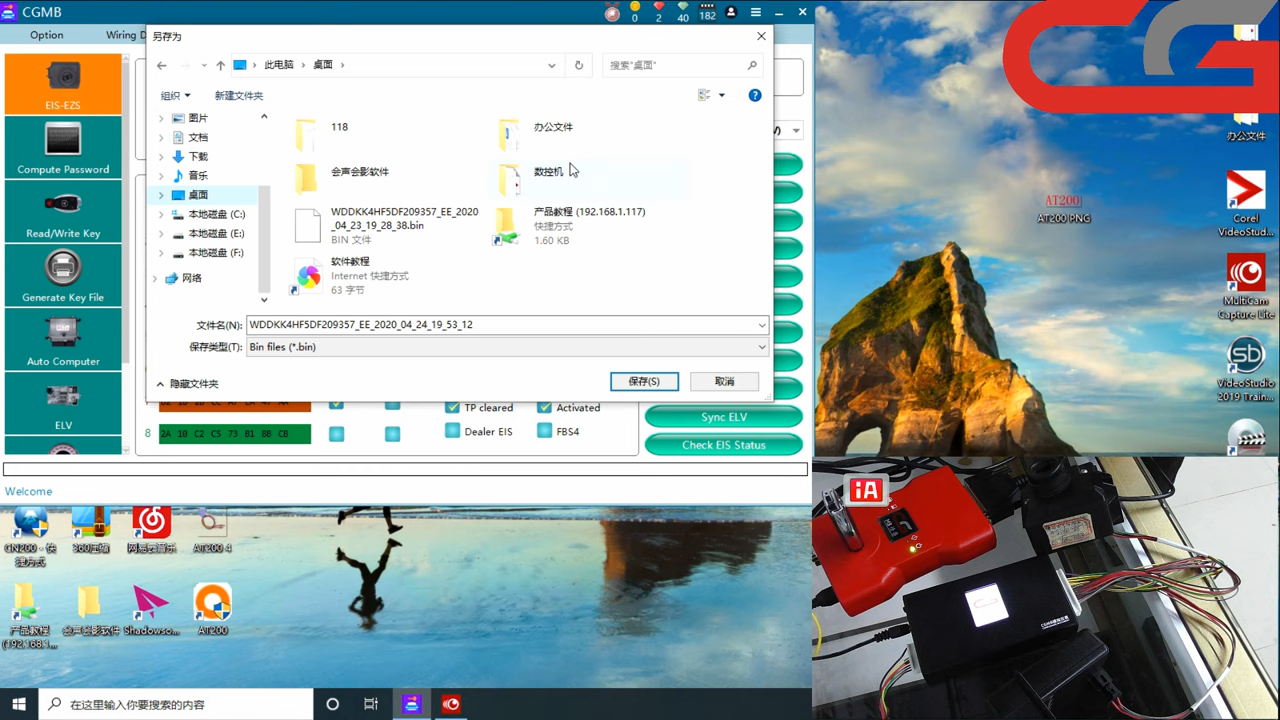 CGMB
0
2
40
182
Option
Wiring D
EIS-EZS
Compute Password
Read/Write Key
Generate Key File
Auto Computer
ELV
另存为
此电脑
桌面
搜索"桌面"
组织
新建文件夹
图片
文档
下载
音乐
桌面
本地磁盘 (C:)
本地磁盘 (E:)
本地磁盘 (F:)
网络
118
办公文件
会声会影软件
数控机
WDDKK4HF5DF209357_EE_2020
_04_23_19_28_38.bin
BIN 文件
产品教程 (192.168.1.117)
快捷方式
1.60 KB
软件教程
Internet 快捷方式
63 字节
文件名(N):
WDDKK4HF5DF209357_EE_2020_04_24_19_53_12
保存类型(T):
Bin files (*.bin)
隐藏文件夹
保存(S)
取消
TP cleared
Activated
8
2A 10 C2 C5 73 B1 8B CB
Dealer EIS
FBS4
Sync ELV
Check EIS Status
Welcome
CG
办公文件
AT200
AT200 PNG
Corel
VideoStud...
MultiCam
Capture Lite
VideoStudio
2019 Train...
iA
CN200 - 快
捷方式
360压缩
网易云音乐
AT200 4
产品教程
(192.168.1...
会声会影软件
Shadowso...
AT200
在这里输入你要搜索的内容